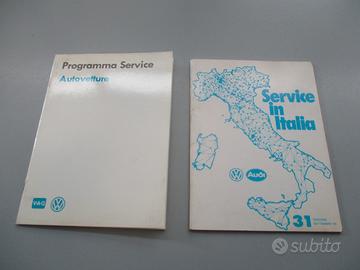 Programma Service
Autovetture
V·A·G
Service
in
Italia
Audi
31
subito